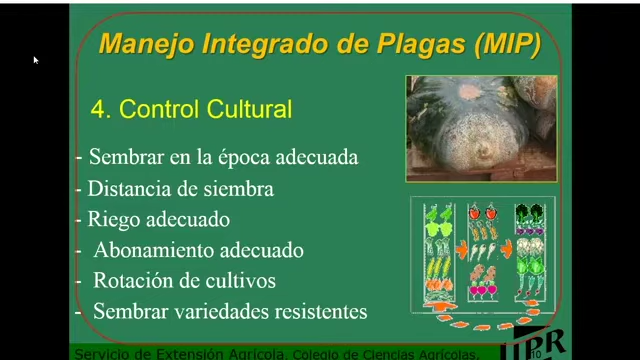 Manejo Integrado de Plagas (MIP)
4. Control Cultural
- Sembrar en la época adecuada
- Distancia de siembra
- Riego adecuado
- Abonamiento adecuado
- Rotación de cultivos
- Sembrar variedades resistentes
Servicio de Extensión Agrícola, Colegio de Ciencias Agrícolas,
10